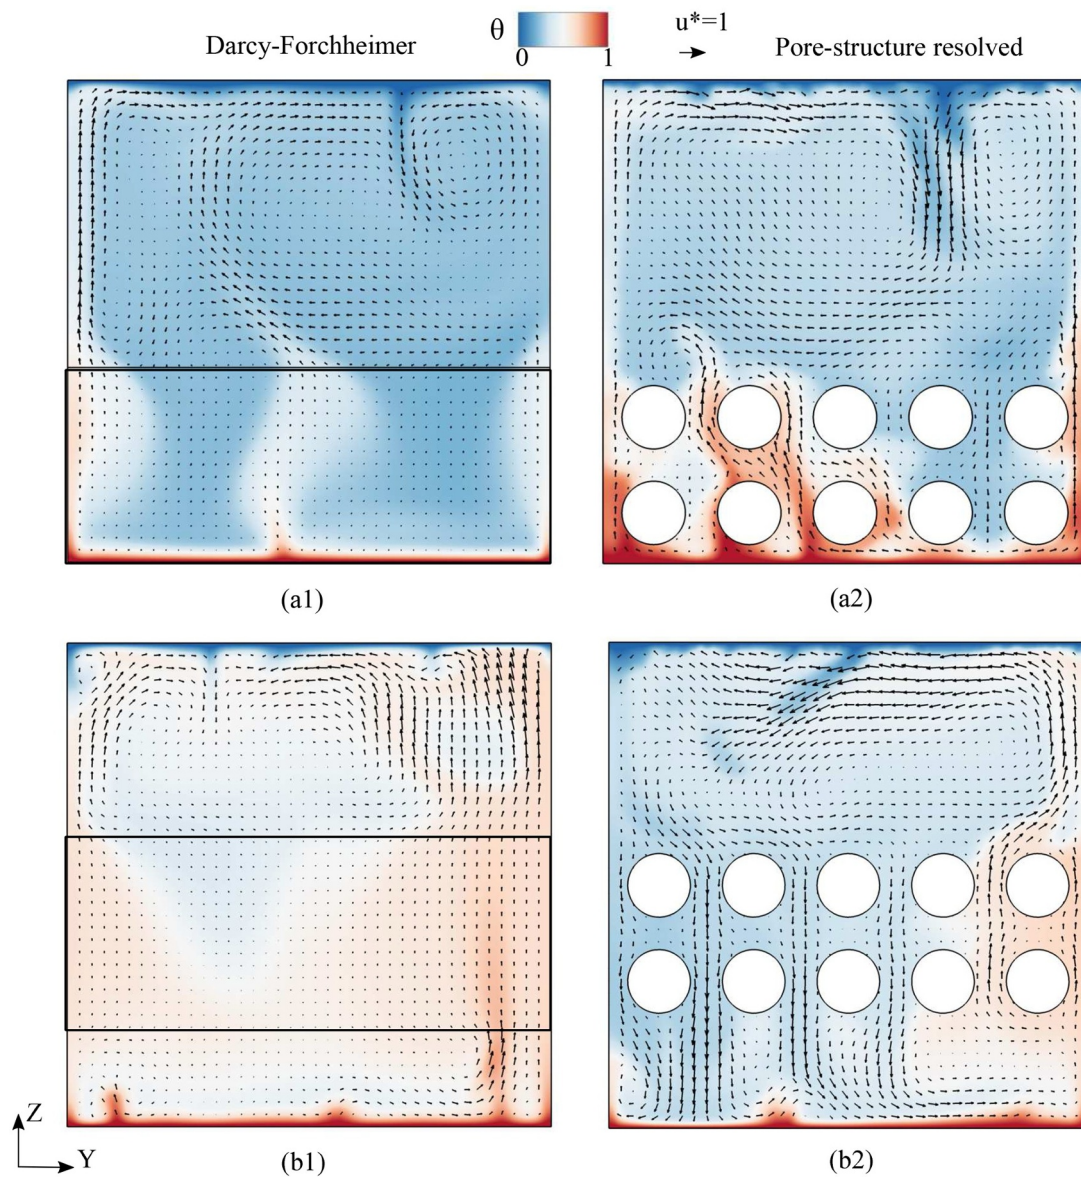 Darcy-Forchheimer
θ
0 1
u*=1
Pore-structure resolved
(a1)
(a2)
Z
Y
(b1)
(b2)